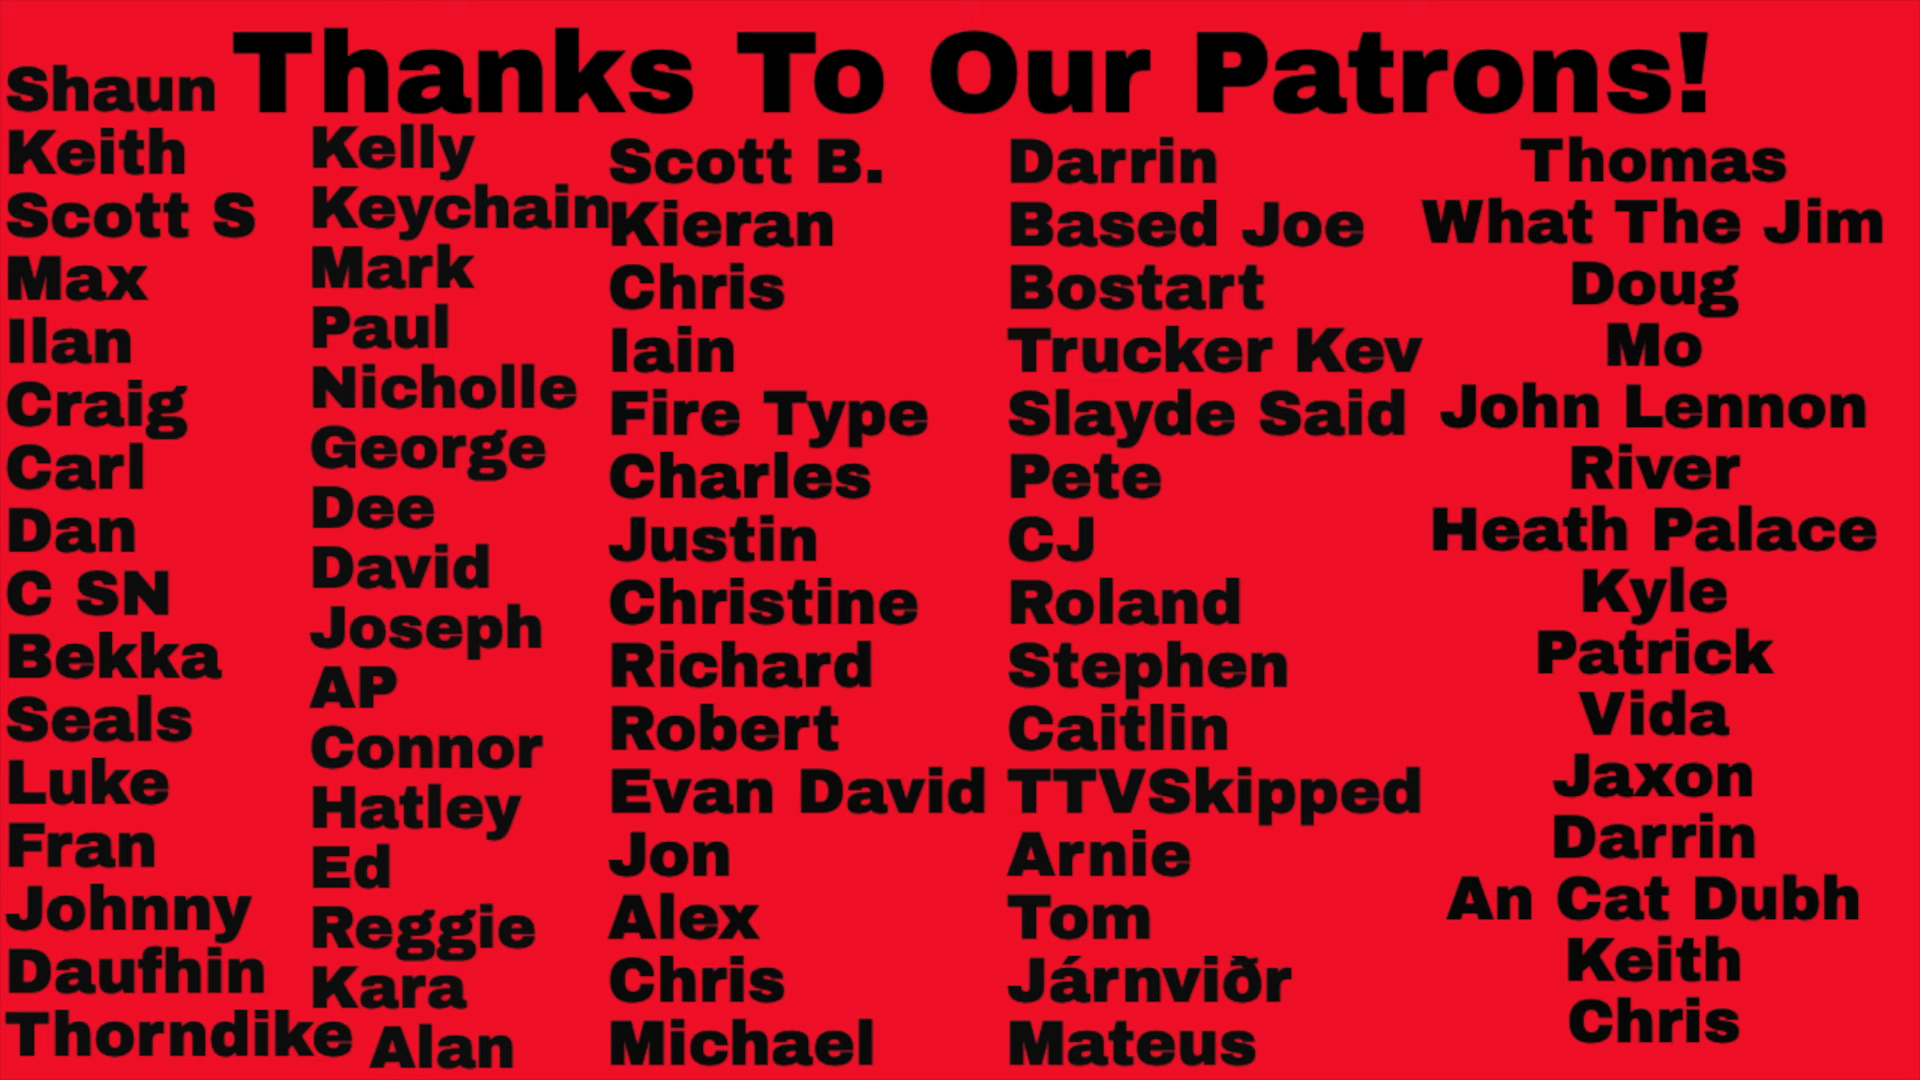 Thanks To Our Patrons!
Shaun
Keith
Scott S
Max
Ilan
Craig
Carl
Dan
C SN
Bekka
Seals
Luke
Fran
Johnny
Daufhin
Thorndike
Kelly
Keychain
Mark
Paul
Nicholle
George
Dee
David
Joseph
AP
Connor
Hatley
Ed
Reggie
Kara
Alan
Scott B.
Kieran
Chris
Iain
Fire Type
Charles
Justin
Christine
Richard
Robert
Evan David
Jon
Alex
Chris
Michael
Darrin
Based Joe
Bostart
Trucker Kev
Slayde Said
Pete
CJ
Roland
Stephen
Caitlin
TTVSkipped
Arnie
Tom
Járnviðr
Mateus
Thomas
What The Jim
Doug
Mo
John Lennon
River
Heath Palace
Kyle
Patrick
Vida
Jaxon
Darrin
An Cat Dubh
Keith
Chris